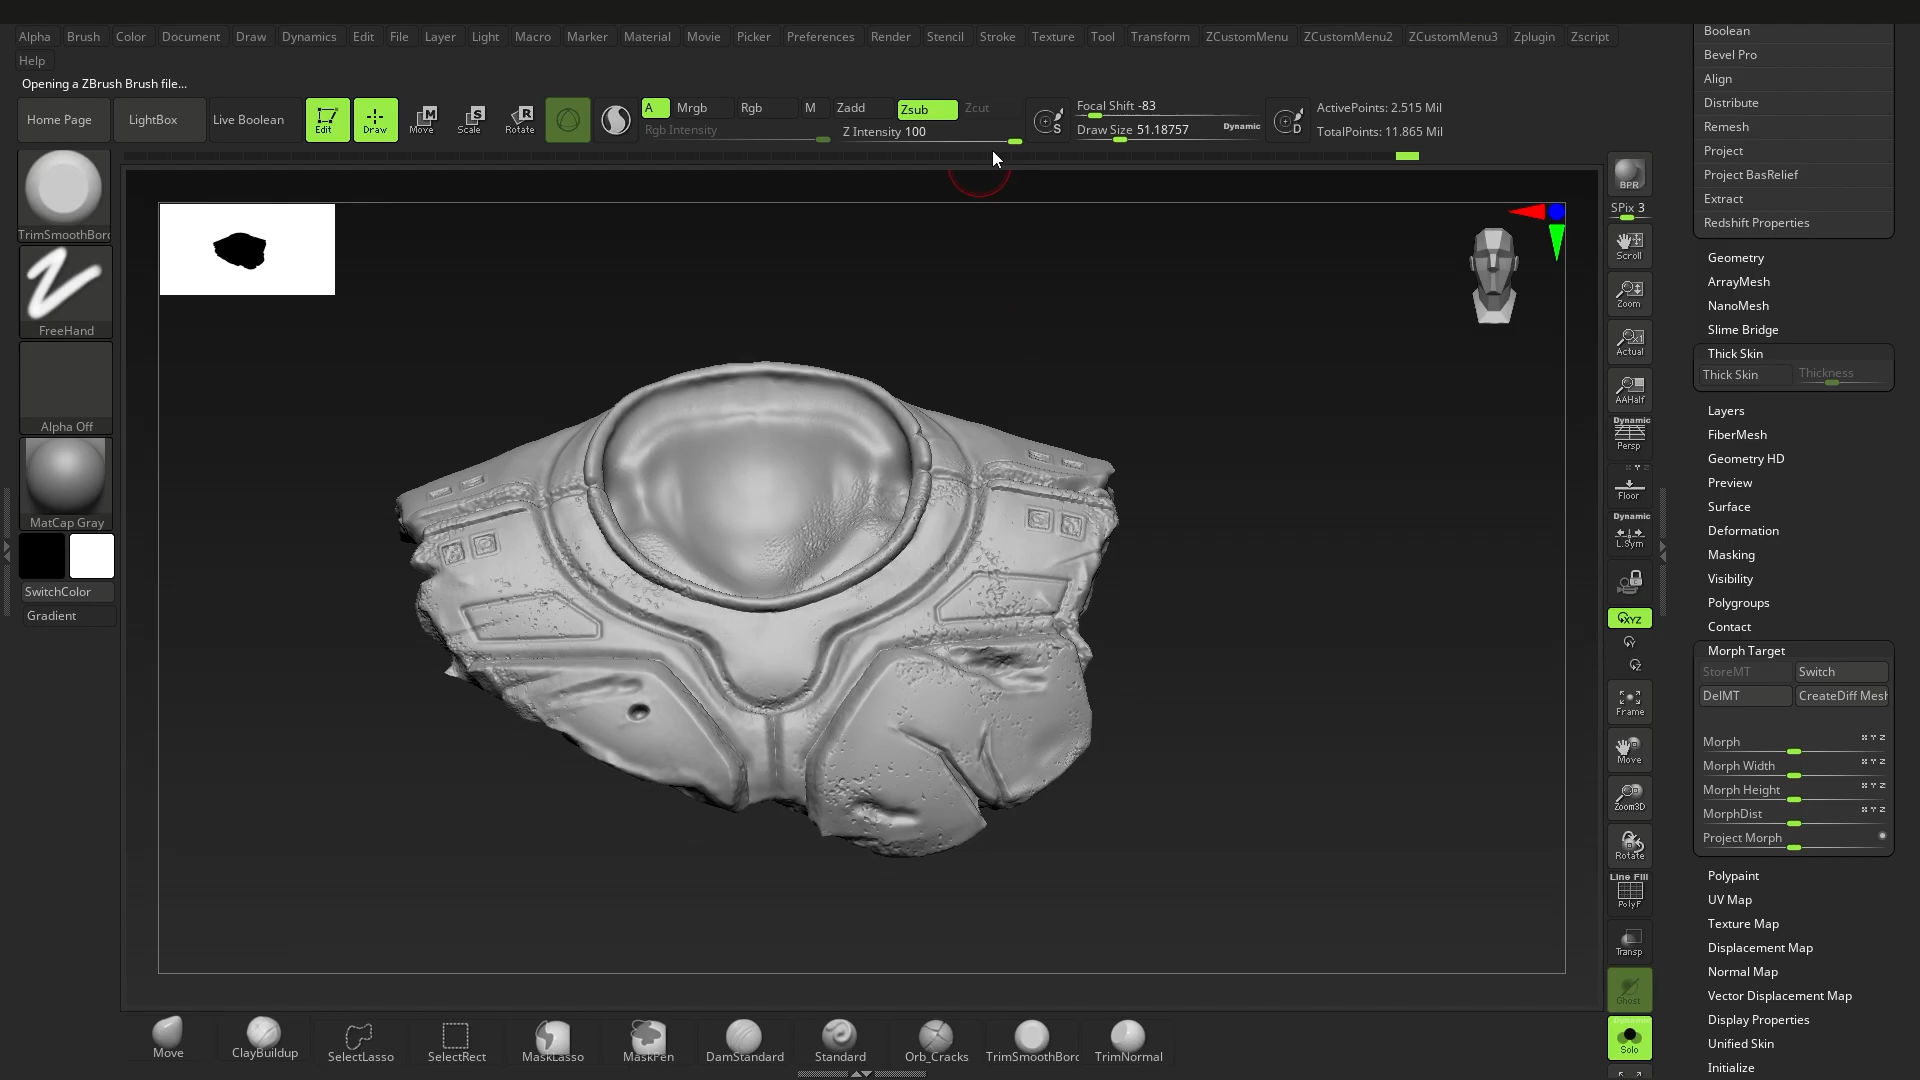 Alpha Brush Color Document Draw Dynamics Edit File Layer Light Macro Marker Material Movie Picker Preferences Render Stencil Stroke Texture Tool Transform ZCustomMenu ZCustomMenu2 ZCustomMenu3 Zplugin Zscript
Help
Opening a ZBrush Brush file...
Home Page LightBox Live Boolean Edit Draw Move Scale Rotate
A Mrgb Rgb M Zadd Zsub Zcut
Rgb Intensity Z Intensity 100
S Focal Shift -83
Draw Size 51.18757 Dynamic
D ActivePoints: 2.515 Mil
TotalPoints: 11.865 Mil
TrimSmoothBord
FreeHand
Alpha Off
MatCap Gray
SwitchColor
Gradient
BPR
SPix 3
Scroll
Zoom
Actual
AAHalf
Dynamic
Persp
Floor
Dynamic
L.Sym
XYZ
Y
Z
Frame
Move
Zoom3D
Rotate
Line Fill
PolyF
Transp
Ghost
Solo
Boolean
Bevel Pro
Align
Distribute
Remesh
Project
Project BasRelief
Extract
Redshift Properties
Geometry
ArrayMesh
NanoMesh
Slime Bridge
Thick Skin
Thick Skin Thickness
Layers
FiberMesh
Geometry HD
Preview
Surface
Deformation
Masking
Visibility
Polygroups
Contact
Morph Target
StoreMT Switch
DelMT CreateDiff Mesh
Morph X Y Z
Morph Width X Y Z
Morph Height X Y Z
MorphDist X Y Z
Project Morph
Polypaint
UV Map
Texture Map
Displacement Map
Normal Map
Vector Displacement Map
Display Properties
Unified Skin
Initialize
Move ClayBuildup SelectLasso SelectRect MaskLasso MaskPen DamStandard Standard Orb_Cracks TrimSmoothBorc TrimNormal